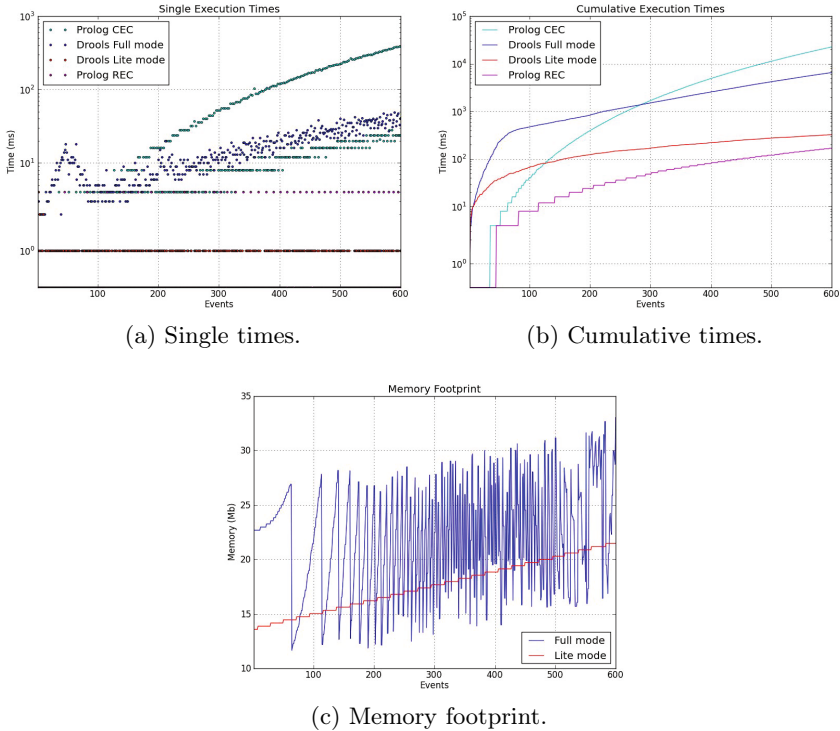 Single Execution Times
Prolog CEC
Drools Full mode
Drools Lite mode
Prolog REC
Time (ms)
10³
10²
10¹
10⁰
100 200 300 400 500 600
Events
(a) Single times.
Cumulative Execution Times
Prolog CEC
Drools Full mode
Drools Lite mode
Prolog REC
Time (ms)
10⁵
10⁴
10³
10²
10¹
10⁰
100 200 300 400 500 600
Events
(b) Cumulative times.
Memory Footprint
Memory (Mb)
35
30
25
20
15
10
Full mode
Lite mode
100 200 300 400 500 600
Events
(c) Memory footprint.